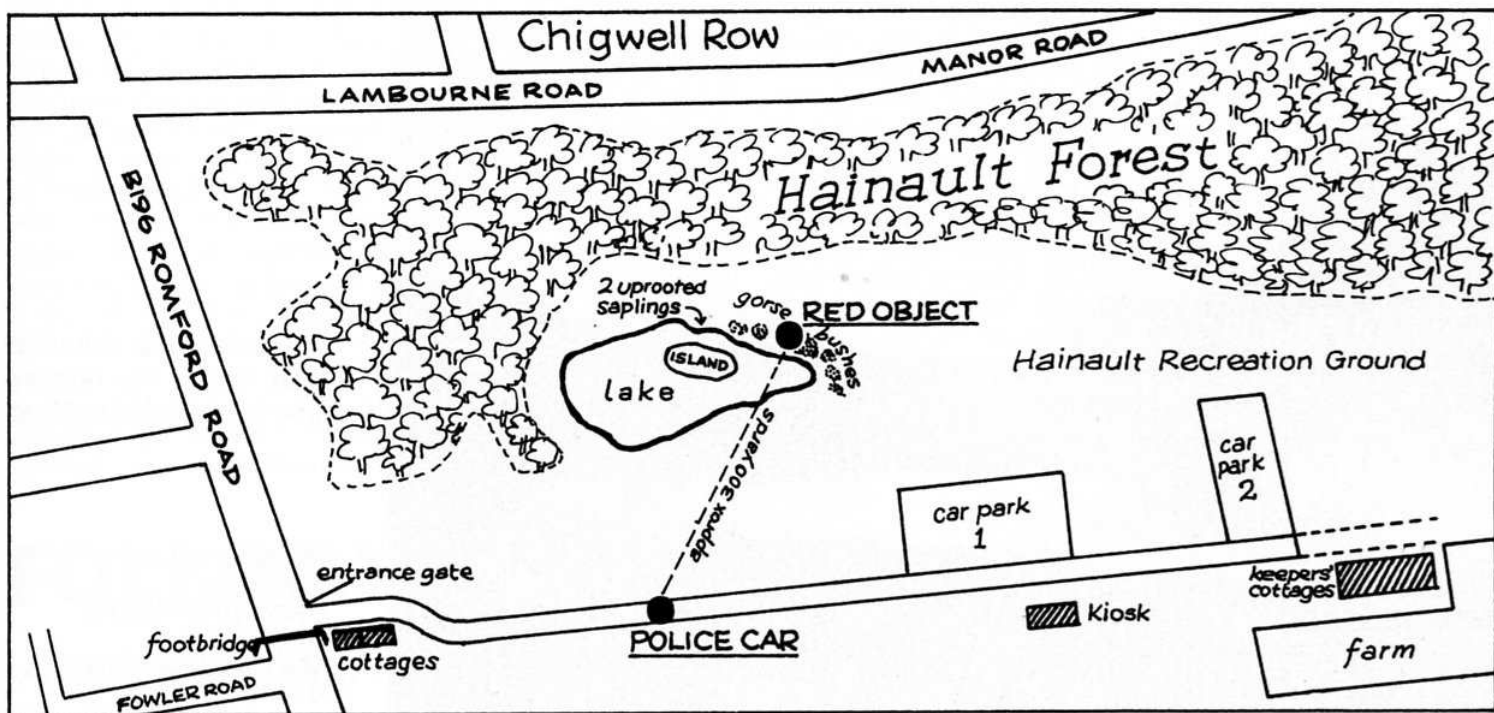 Chigwell Row
MANOR ROAD
LAMBOURNE ROAD
B196 ROMFORD ROAD
Hainault Forest
2 uprooted
saplings
gorse
bushes
RED OBJECT
ISLAND
lake
Hainault Recreation Ground
approx 300 yards
car
park
2
car park
1
entrance gate
keepers'
cottages
Kiosk
footbridge
cottages
POLICE CAR
farm
FOWLER ROAD